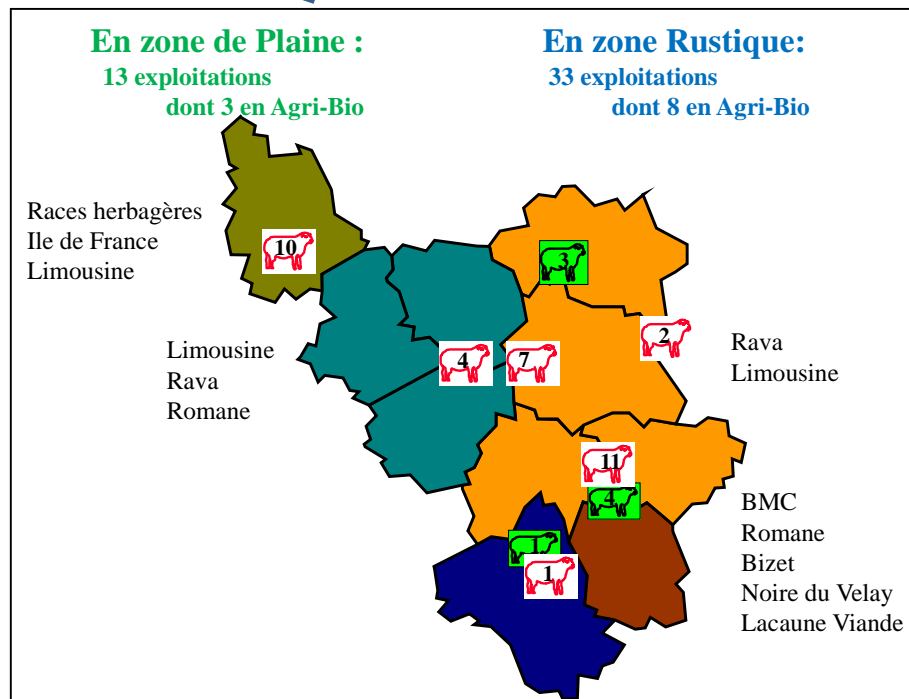 En zone de Plaine :
13 exploitations
dont 3 en Agri-Bio
En zone Rustique:
33 exploitations
dont 8 en Agri-Bio
Races herbagères
Ile de France
Limousine
10
3
Limousine
Rava
Romane
4
7
2
Rava
Limousine
11
4
BMC
Romane
Bizet
Noire du Velay
Lacaune Viande
1
1